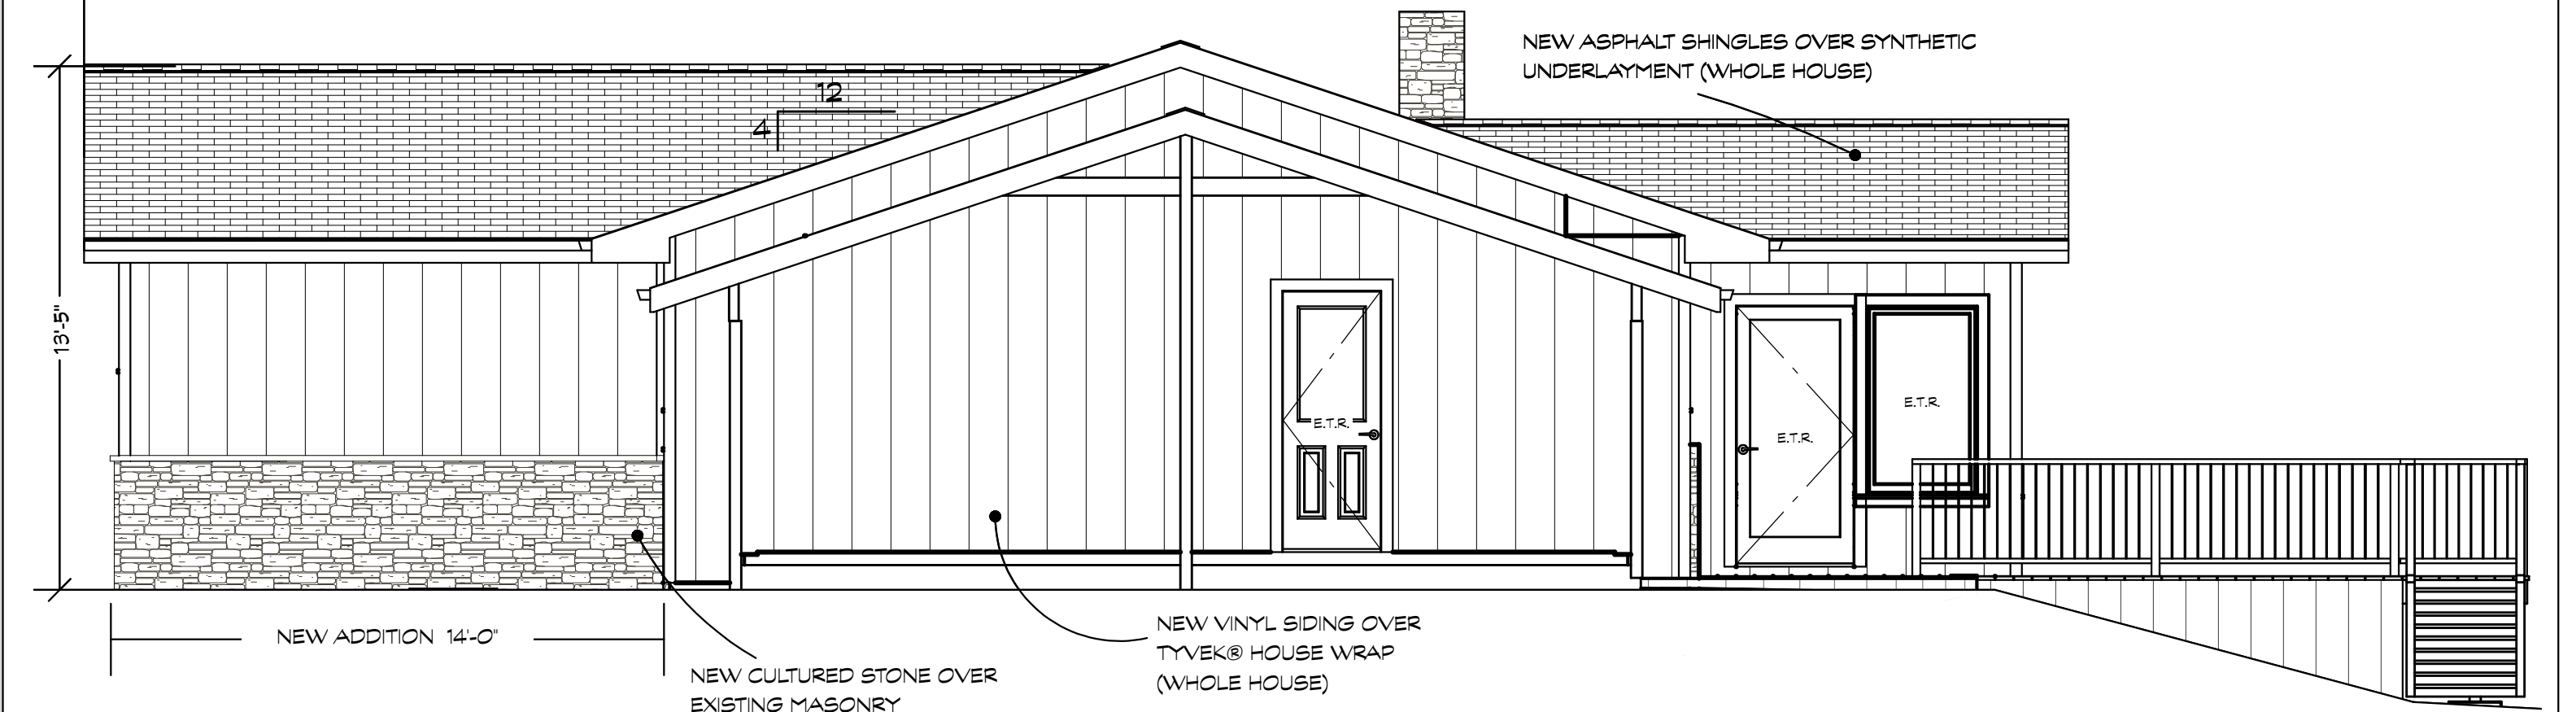 NEW ASPHALT SHINGLES OVER SYNTHETIC
UNDERLAYMENT (WHOLE HOUSE)
12
4
13'-5"
E.T.R.
E.T.R.
E.T.R.
NEW ADDITION 14'-0"
NEW VINYL SIDING OVER
TYVEK® HOUSE WRAP
(WHOLE HOUSE)
NEW CULTURED STONE OVER
EXISTING MASONRY